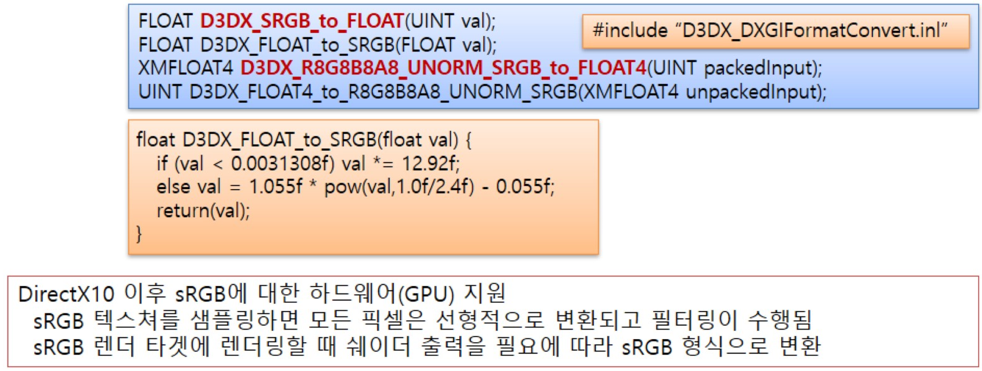 FLOAT D3DX_SRGB_to_FLOAT(UINT val);
#include “D3DX_DXGIFormatConvert.inl”
FLOAT D3DX_FLOAT_to_SRGB(FLOAT val);
XMFLOAT4 D3DX_R8G8B8A8_UNORM_SRGB_to_FLOAT4(UINT packedInput);
UINT D3DX_FLOAT4_to_R8G8B8A8_UNORM_SRGB(XMFLOAT4 unpackedInput);
float D3DX_FLOAT_to_SRGB(float val) {
if (val < 0.0031308f) val *= 12.92f;
else val = 1.055f * pow(val,1.0f/2.4f) - 0.055f;
return(val);
}
DirectX10 이후 sRGB에 대한 하드웨어(GPU) 지원
sRGB 텍스쳐를 샘플링하면 모든 픽셀은 선형적으로 변환되고 필터링이 수행됨
sRGB 렌더 타겟에 렌더링할 때 쉐이더 출력을 필요에 따라 sRGB 형식으로 변환